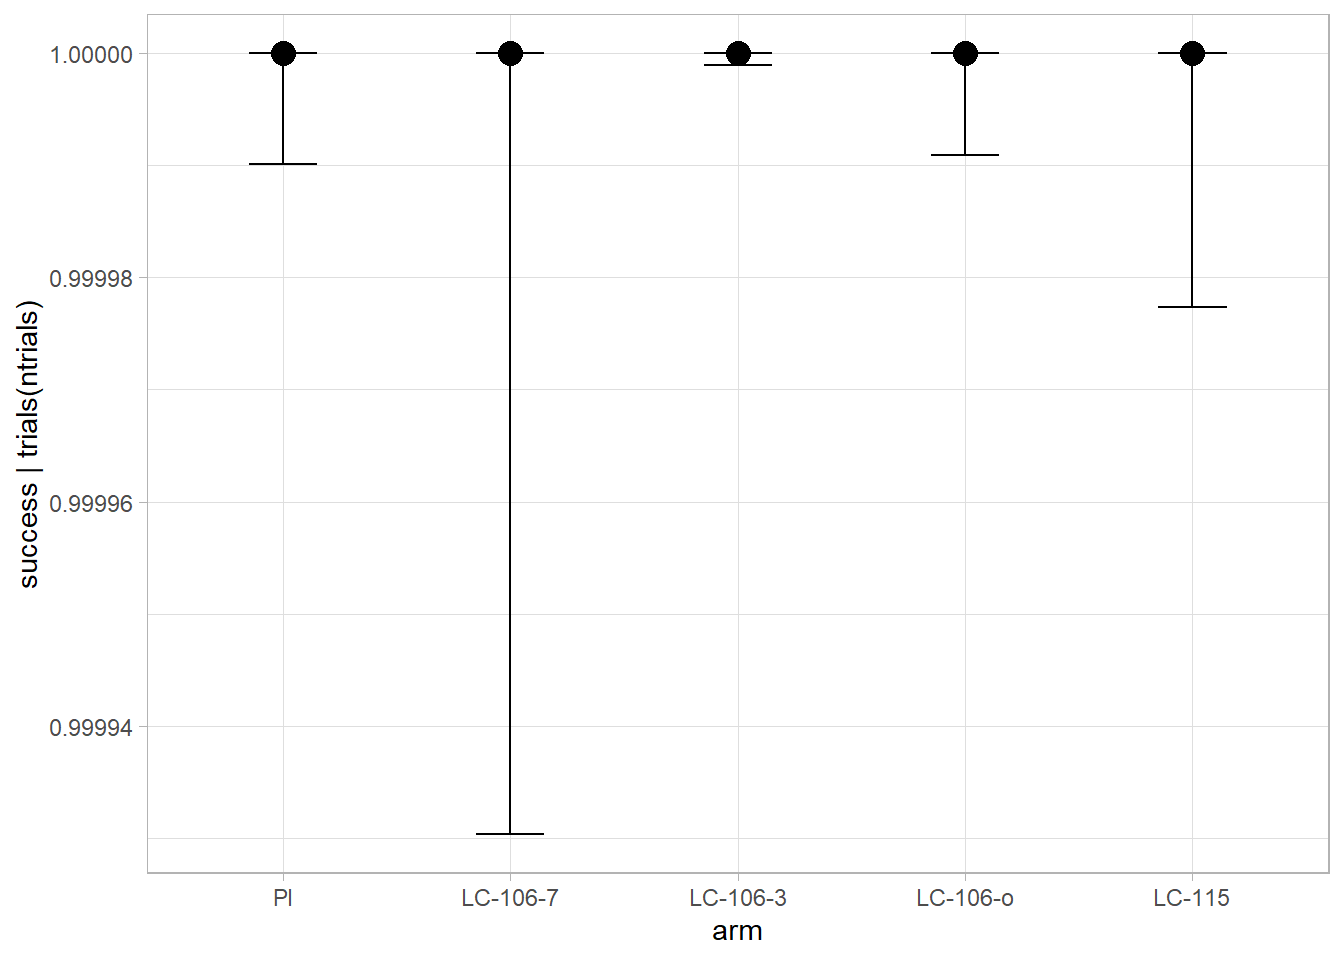 success | trials(ntrials)
1.00000
0.99998
0.99996
0.99994
Pl LC-106-7 LC-106-3 LC-106-o LC-115
arm